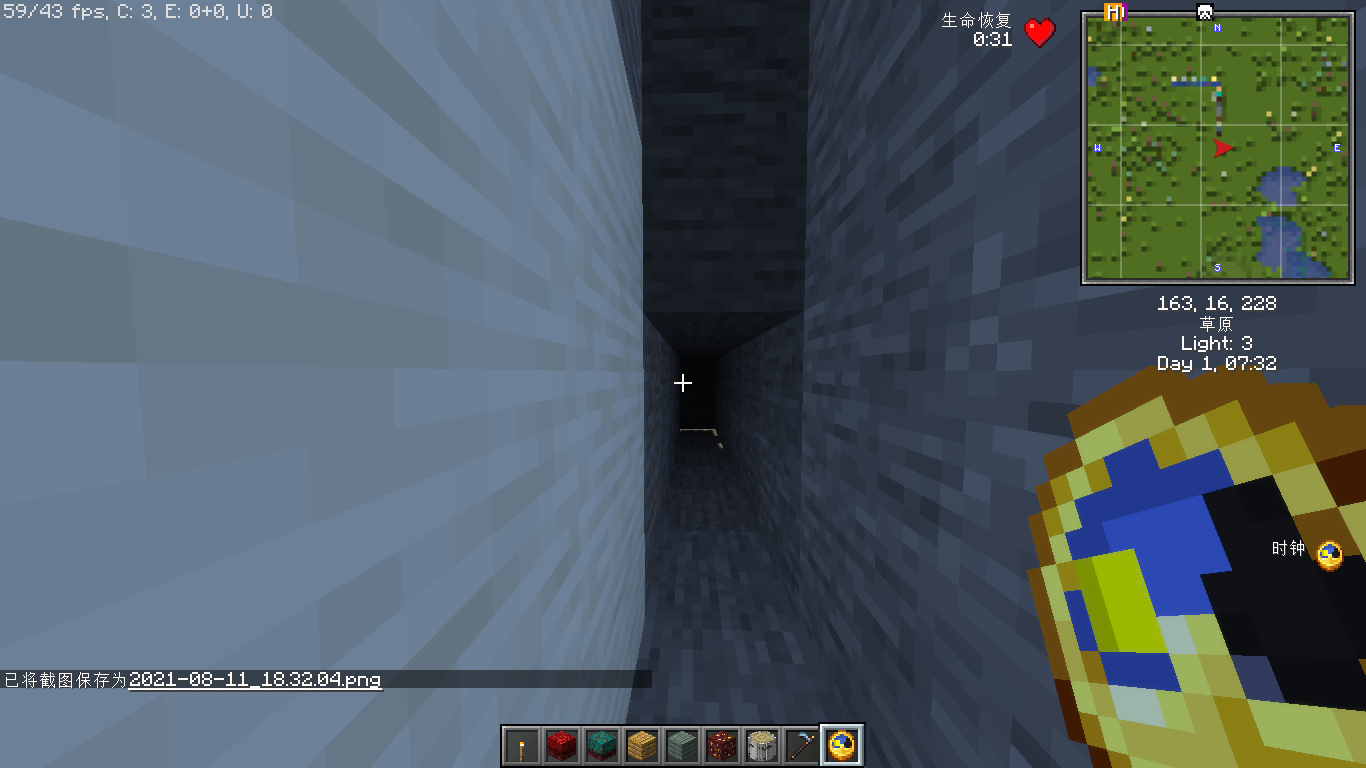 59/43 fps, C: 3, E: 0+0, U: 0
生命恢复
0:31
N
W
E
S
163, 16, 228
草原
Light: 3
Day 1, 07:32
时钟
已将截图保存为2021-08-11_18.32.04.png